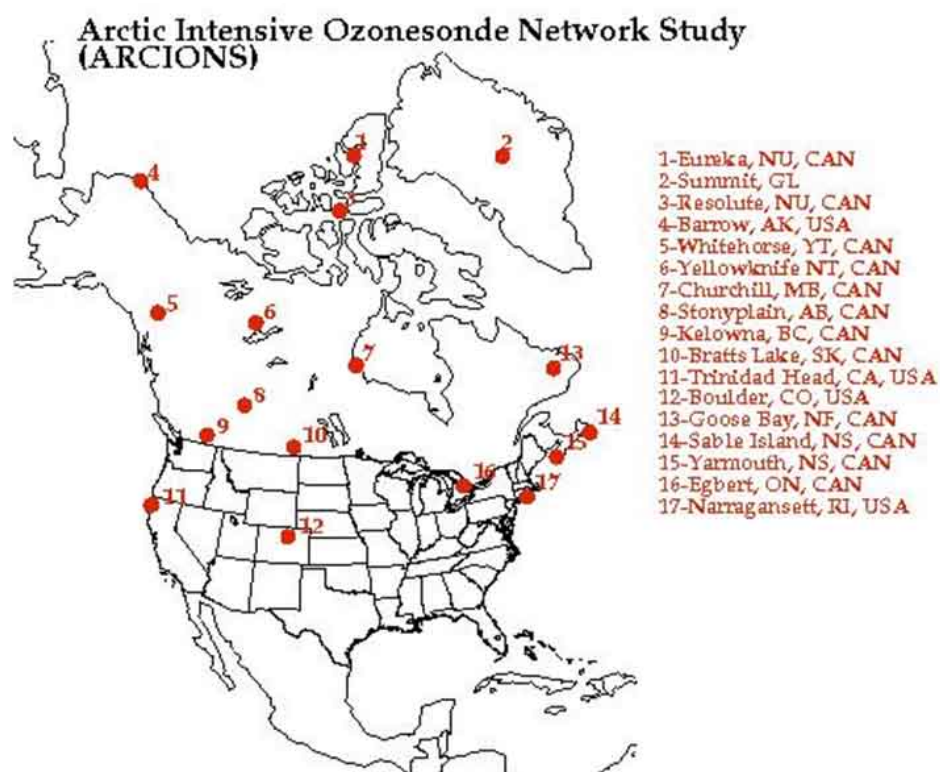 Arctic Intensive Ozonesonde Network Study
(ARCIONS)
1
2
3
4
5
6
7
8
9
10
11
12
13
14
15
16
17
1-Eureka, NU, CAN
2-Summit, GL
3-Resolute, NU, CAN
4-Barrow, AK, USA
5-Whitehorse, YT, CAN
6-Yellowknife NT, CAN
7-Churchill, MB, CAN
8-Stonyplain, AB, CAN
9-Kelowna, BC, CAN
10-Bratts Lake, SK, CAN
11-Trinidad Head, CA, USA
12-Boulder, CO, USA
13-Goose Bay, NF, CAN
14-Sable Island, NS, CAN
15-Yarmouth, NS, CAN
16-Egbert, ON, CAN
17-Narragansett, RI, USA